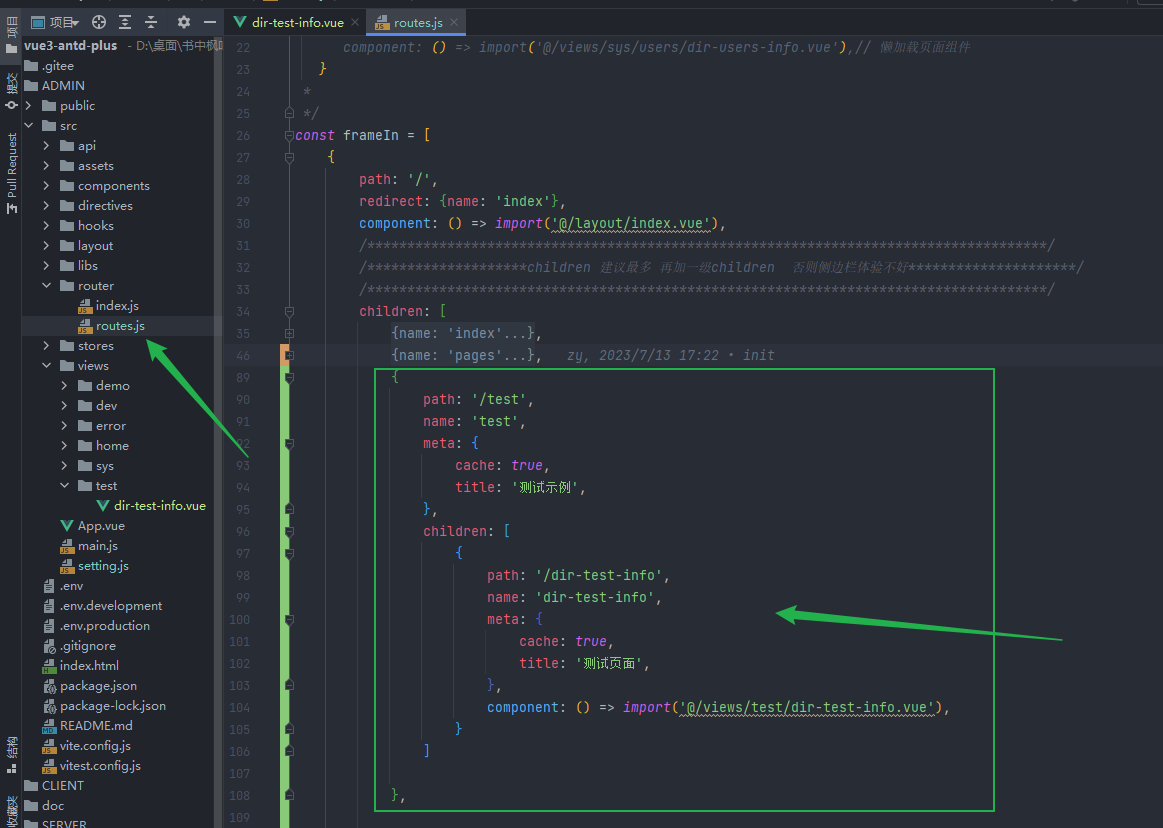 项目
dir-test-info.vue
routes.js
项目
提交
Pull Request
结构
收藏夹
vue3-antd-plus - D:\桌面\书中枫叶
.gitee
ADMIN
public
src
api
assets
components
directives
hooks
layout
libs
router
index.js
routes.js
stores
views
demo
dev
error
home
sys
test
dir-test-info.vue
App.vue
main.js
setting.js
.env
.env.development
.env.production
.gitignore
index.html
package.json
package-lock.json
README.md
vite.config.js
vitest.config.js
CLIENT
doc
SERVER
22 component: () => import('@/views/sys/users/dir-users-info.vue'),// 懒加载页面组件
23 }
24 *
25 */
26 const frameIn = [
27 {
28 path: '/',
29 redirect: {name: 'index'},
30 component: () => import('@/layout/index.vue'),
31 /*************************************************************************************/
32 /********************children 建议最多 再加一级children 否则侧边栏体验不好*********************/
33 /*************************************************************************************/
34 children: [
35 {name: 'index'...},
46 {name: 'pages'...}, zy, 2023/7/13 17:22 · init
89 {
90 path: '/test',
91 name: 'test',
92 meta: {
93 cache: true,
94 title: '测试示例',
95 },
96 children: [
97 {
98 path: '/dir-test-info',
99 name: 'dir-test-info',
100 meta: {
101 cache: true,
102 title: '测试页面',
103 },
104 component: () => import('@/views/test/dir-test-info.vue'),
105 }
106 ]
107
108 },
109